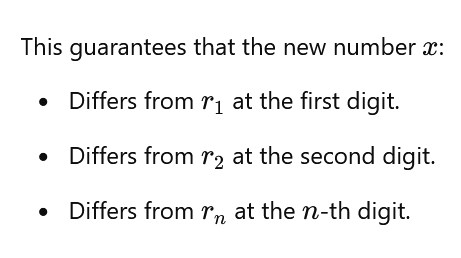 This guarantees that the new number x:
• Differs from r₁ at the first digit.
• Differs from r₂ at the second digit.
• Differs from rₙ at the n-th digit.